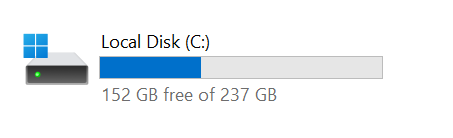 Local Disk (C:)
152 GB free of 237 GB